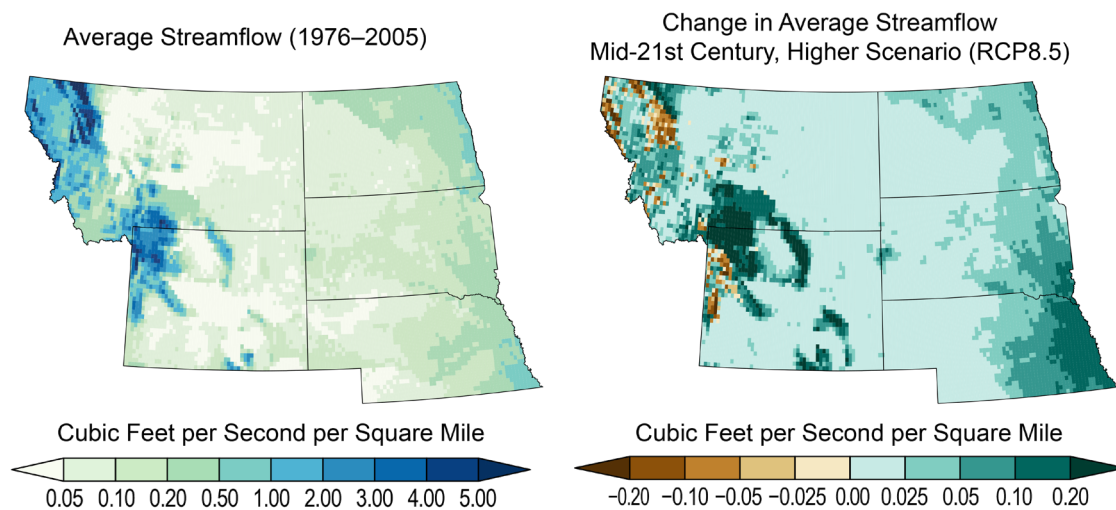 Average Streamflow (1976–2005)
Cubic Feet per Second per Square Mile
0.05 0.10 0.20 0.50 1.00 2.00 3.00 4.00 5.00
Change in Average Streamflow
Mid-21st Century, Higher Scenario (RCP8.5)
Cubic Feet per Second per Square Mile
−0.20 −0.10 −0.05 −0.025 0.00 0.025 0.05 0.10 0.20